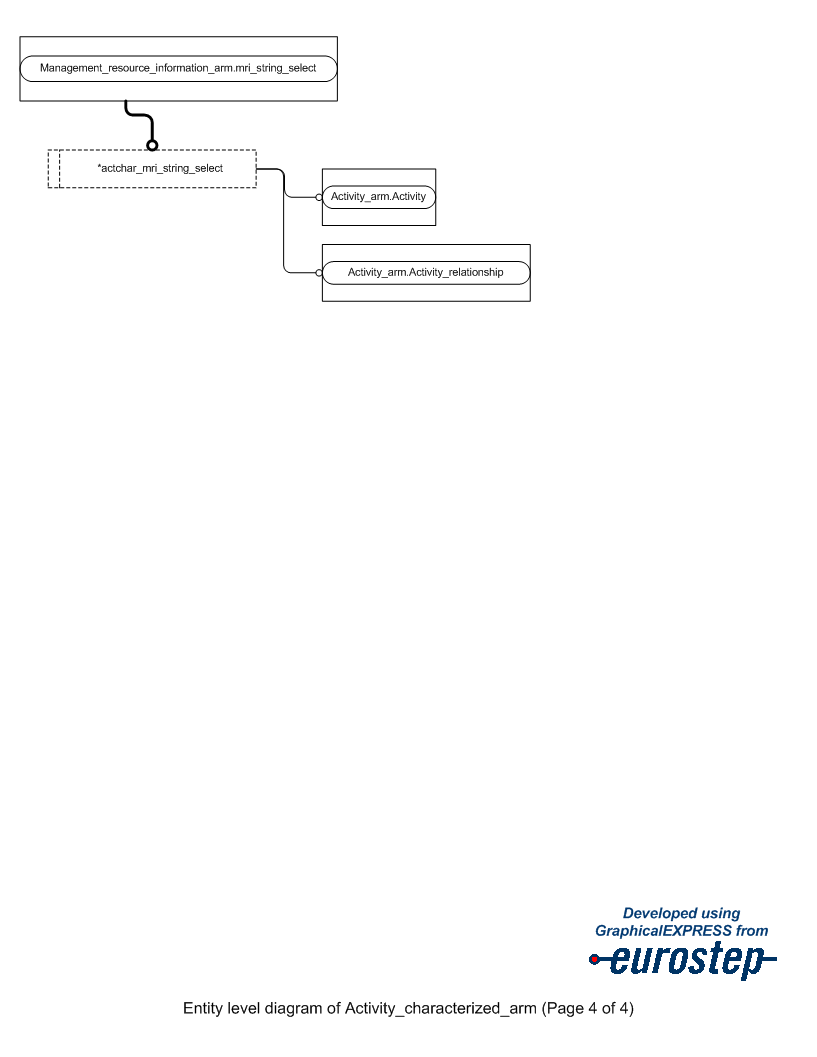 Management_resource_information_arm.mri_string_select
*actchar_mri_string_select
Activity_arm.Activity
Activity_arm.Activity_relationship
Developed using
GraphicalEXPRESS from
eurostep
Entity level diagram of Activity_characterized_arm (Page 4 of 4)